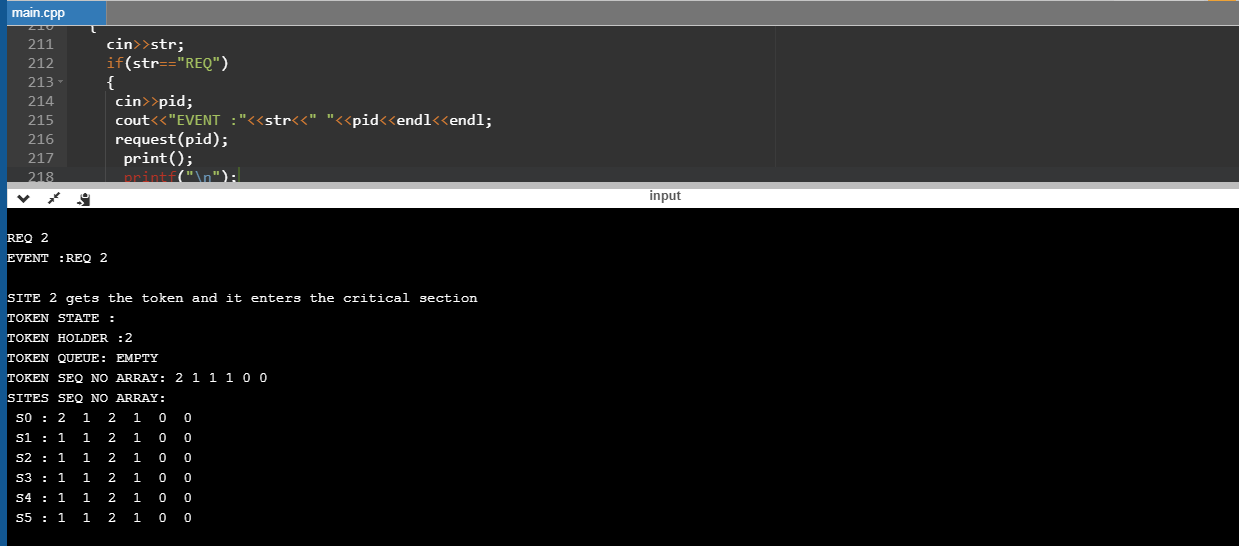 main.cpp
210 {
211 cin>>str;
212 if(str=="REQ")
213 {
214 cin>>pid;
215 cout<<"EVENT :"<<str<<" "<<pid<<endl<<endl;
216 request(pid);
217 print();
218 printf("\n");
input
REQ 2
EVENT :REQ 2
SITE 2 gets the token and it enters the critical section
TOKEN STATE :
TOKEN HOLDER :2
TOKEN QUEUE: EMPTY
TOKEN SEQ NO ARRAY: 2 1 1 1 0 0
SITES SEQ NO ARRAY:
S0 : 2 1 2 1 0 0
S1 : 1 1 2 1 0 0
S2 : 1 1 2 1 0 0
S3 : 1 1 2 1 0 0
S4 : 1 1 2 1 0 0
S5 : 1 1 2 1 0 0